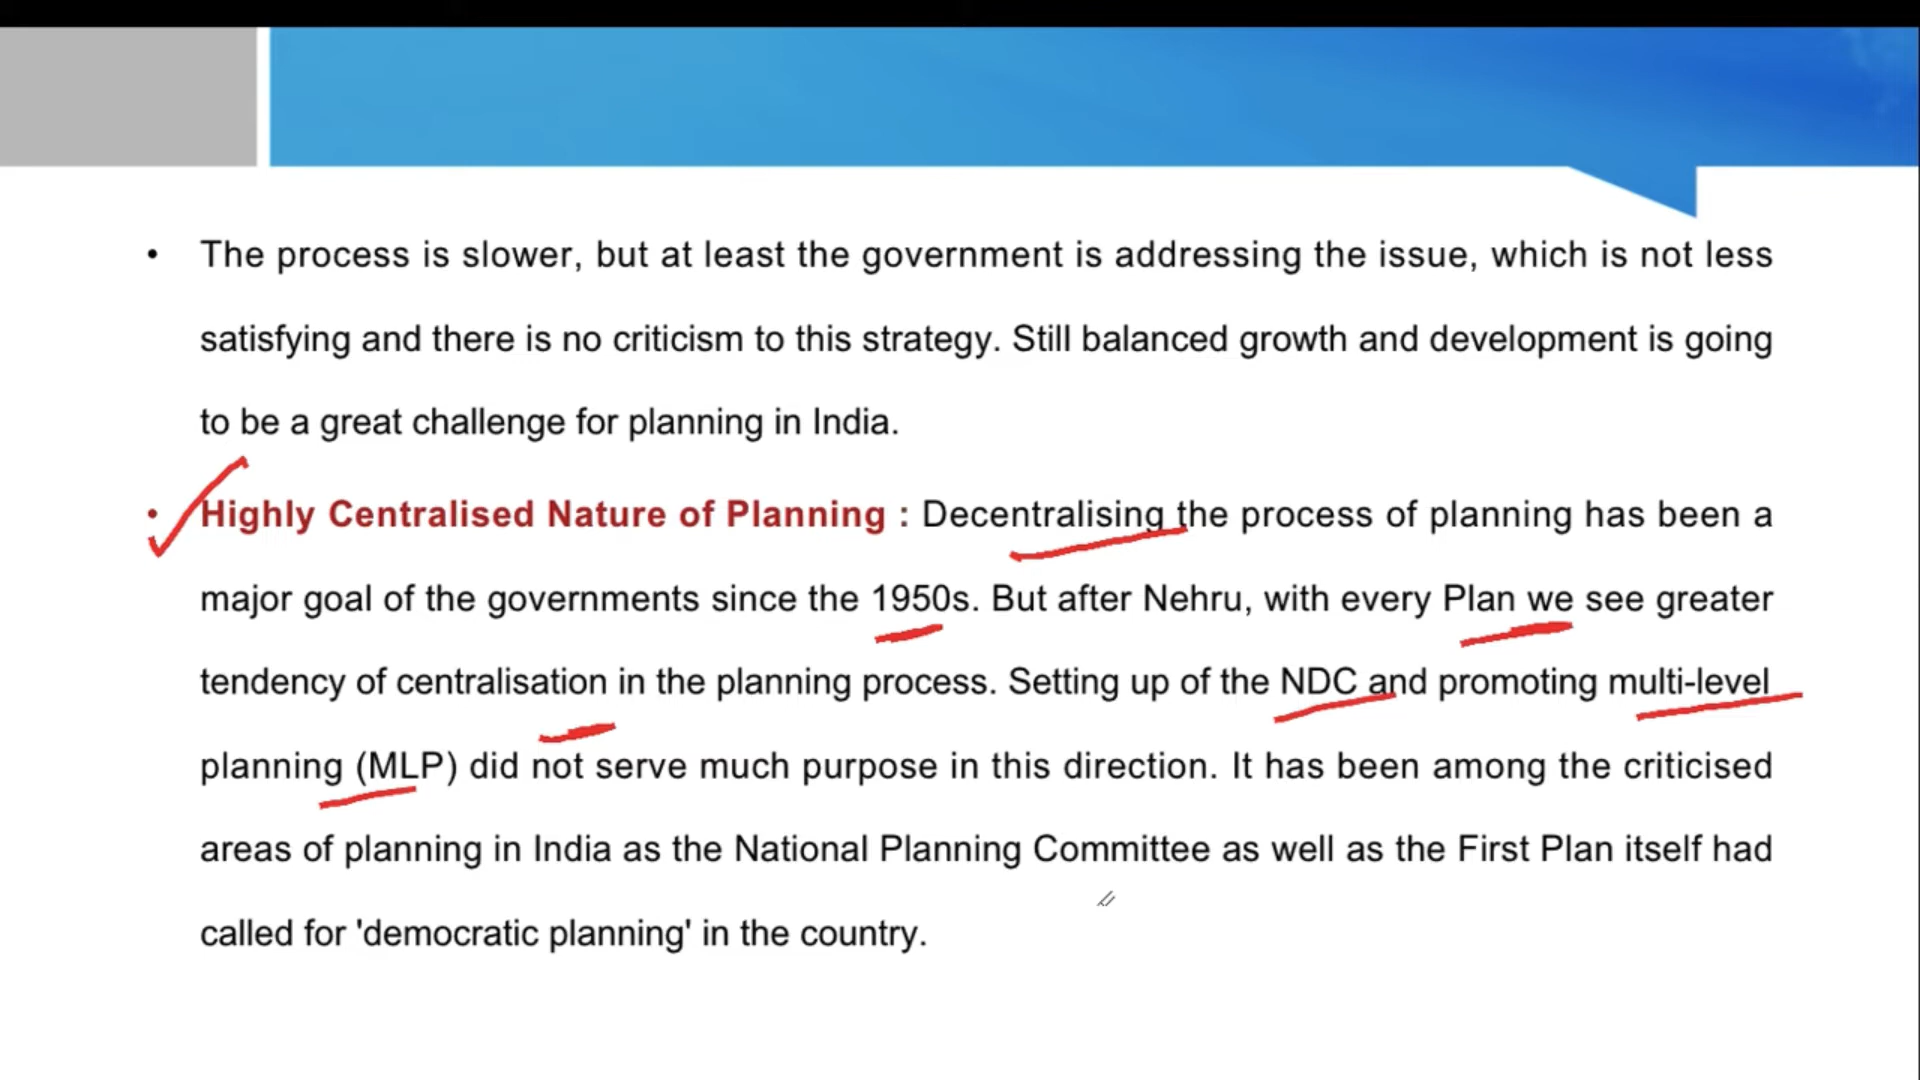 • The process is slower, but at least the government is addressing the issue, which is not less
satisfying and there is no criticism to this strategy. Still balanced growth and development is going
to be a great challenge for planning in India.
• Highly Centralised Nature of Planning : Decentralising the process of planning has been a
major goal of the governments since the 1950s. But after Nehru, with every Plan we see greater
tendency of centralisation in the planning process. Setting up of the NDC and promoting multi-level
planning (MLP) did not serve much purpose in this direction. It has been among the criticised
areas of planning in India as the National Planning Committee as well as the First Plan itself had
called for 'democratic planning' in the country.